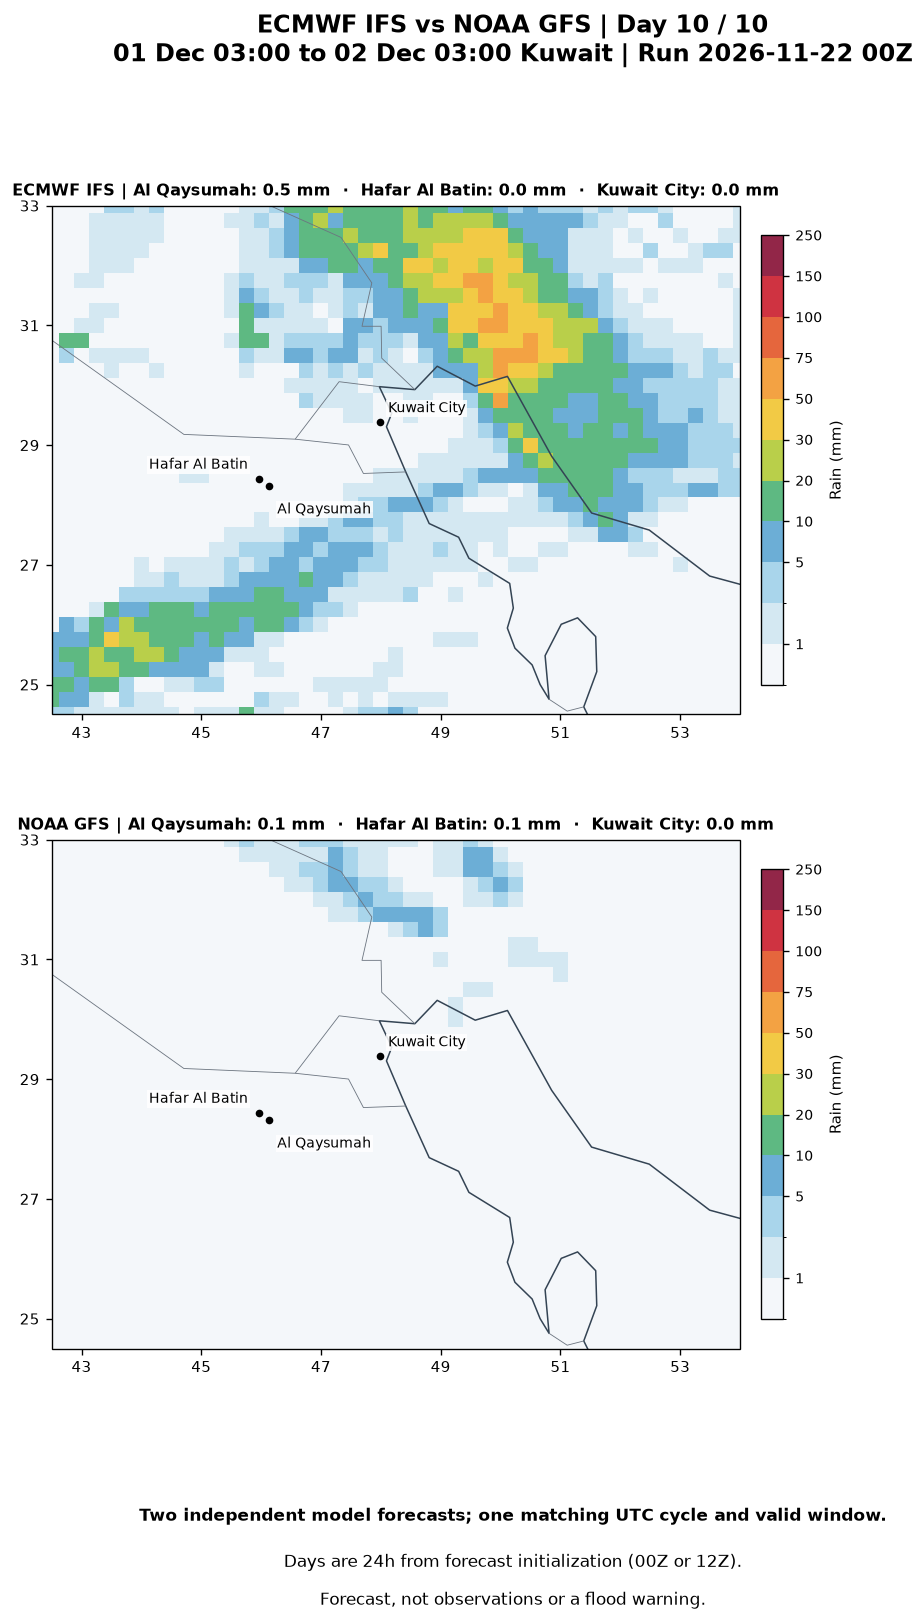 ECMWF IFS vs NOAA GFS | Day 10 / 10
01 Dec 03:00 to 02 Dec 03:00 Kuwait | Run 2026-11-22 00Z
ECMWF IFS | Al Qaysumah: 0.5 mm · Hafar Al Batin: 0.0 mm · Kuwait City: 0.0 mm
33
31
29
27
25
43
45
47
49
51
53
Kuwait City
Hafar Al Batin
Al Qaysumah
250
150
100
75
50
30
20
10
5
1
Rain (mm)
NOAA GFS | Al Qaysumah: 0.1 mm · Hafar Al Batin: 0.1 mm · Kuwait City: 0.0 mm
33
31
29
27
25
43
45
47
49
51
53
Kuwait City
Hafar Al Batin
Al Qaysumah
250
150
100
75
50
30
20
10
5
1
Rain (mm)
Two independent model forecasts; one matching UTC cycle and valid window.
Days are 24h from forecast initialization (00Z or 12Z).
Forecast, not observations or a flood warning.